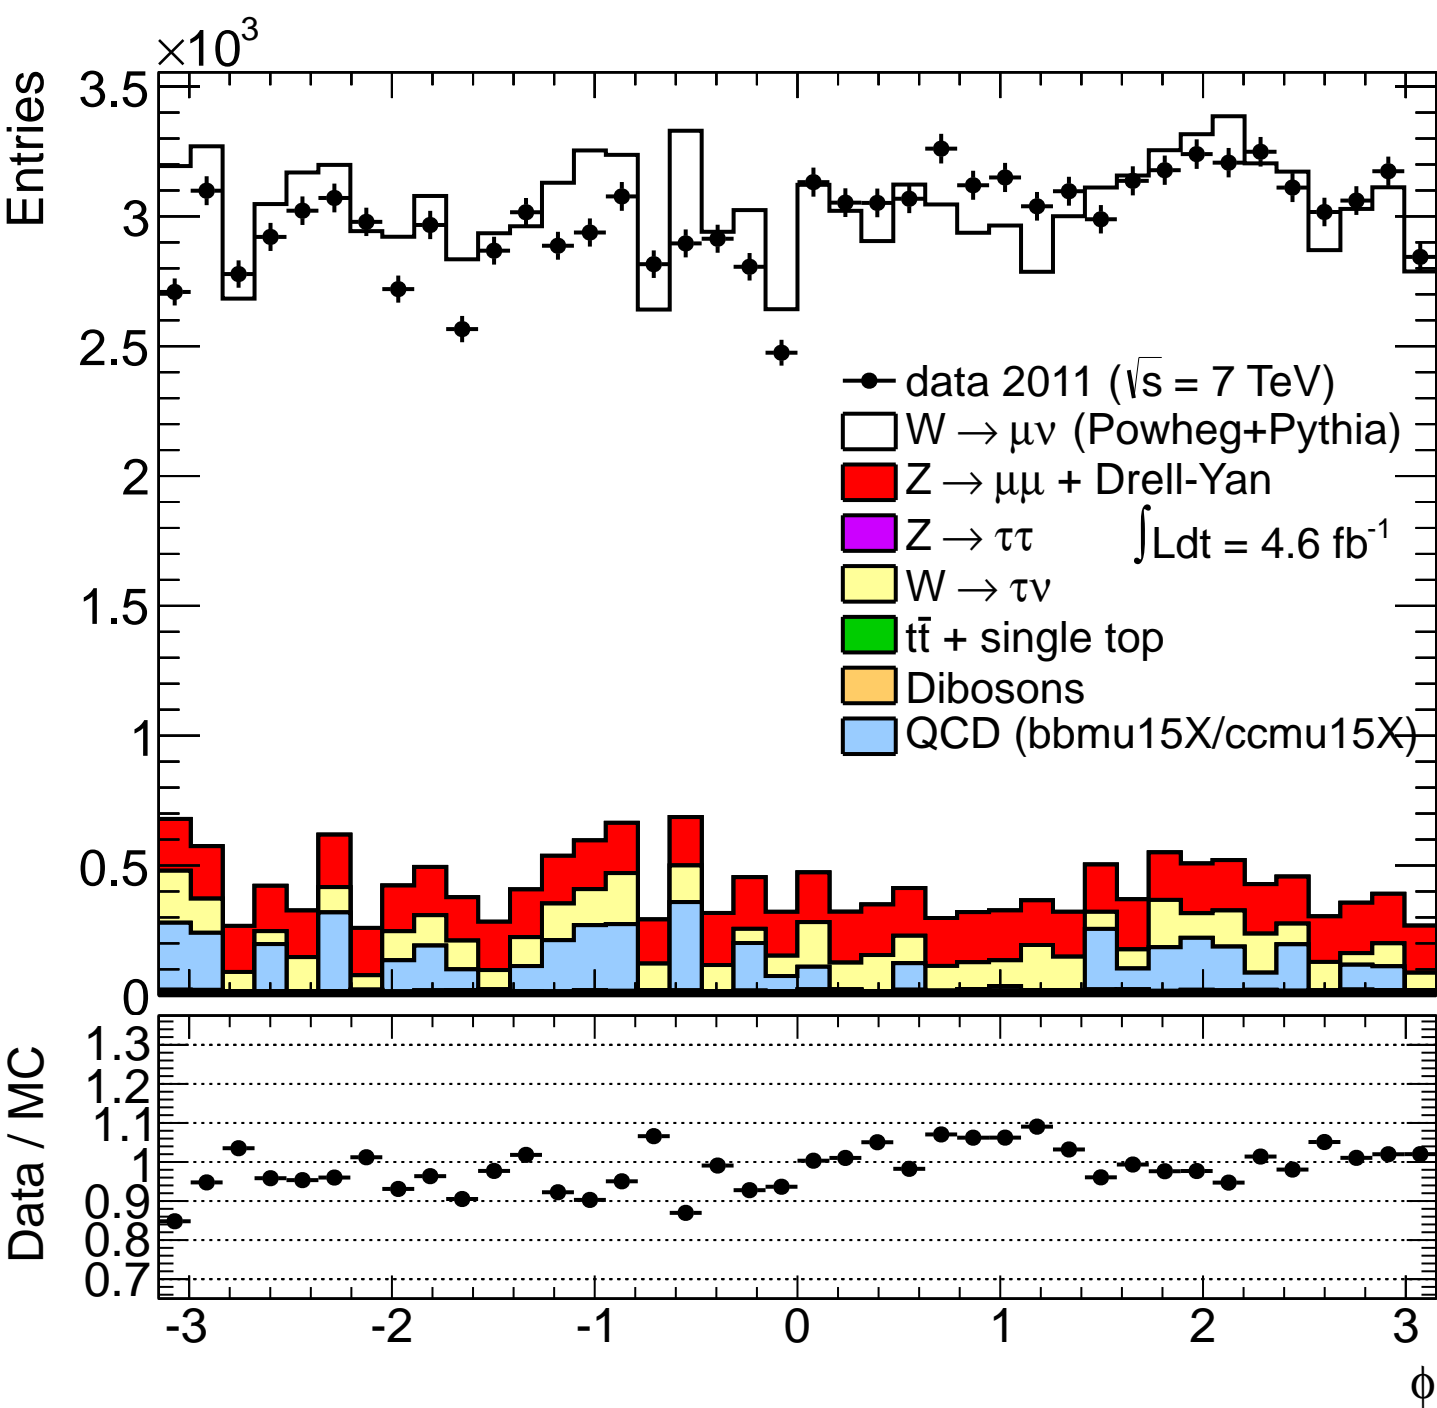 ×10³
Entries
3.5
3
2.5
2
1.5
1
0.5
0
data 2011 (√s = 7 TeV)
W → μν (Powheg+Pythia)
Z → μμ + Drell-Yan
Z → ττ
∫Ldt = 4.6 fb⁻¹
W → τν
tt̄ + single top
Dibosons
QCD (bbmu15X/ccmu15X)
Data / MC
1.3
1.2
1.1
1
0.9
0.8
0.7
-3 -2 -1 0 1 2 3
ϕ